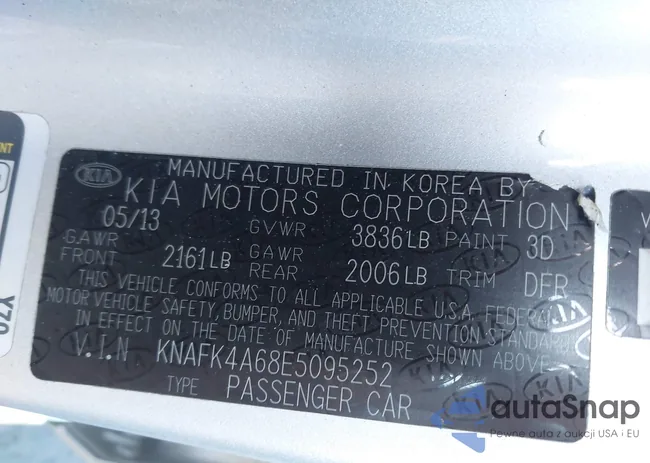 MANUFACTURED IN KOREA BY
KIA KIA MOTORS CORPORATION
05/13 GVWR 3836LB PAINT 3D
GAWR FRONT 2161LB GAWR REAR 2006LB TRIM DFR
THIS VEHICLE CONFORMS TO ALL APPLICABLE U.S.A. FEDERAL
MOTOR VEHICLE SAFETY, BUMPER, AND THEFT PREVENTION STANDARDS
IN EFFECT ON THE DATE OF MANUFACTURE SHOWN ABOVE.
V.I.N KNAFK4A68E5095252
TYPE PASSENGER CAR
autoSnap
Pewne auta z aukcji USA i EU